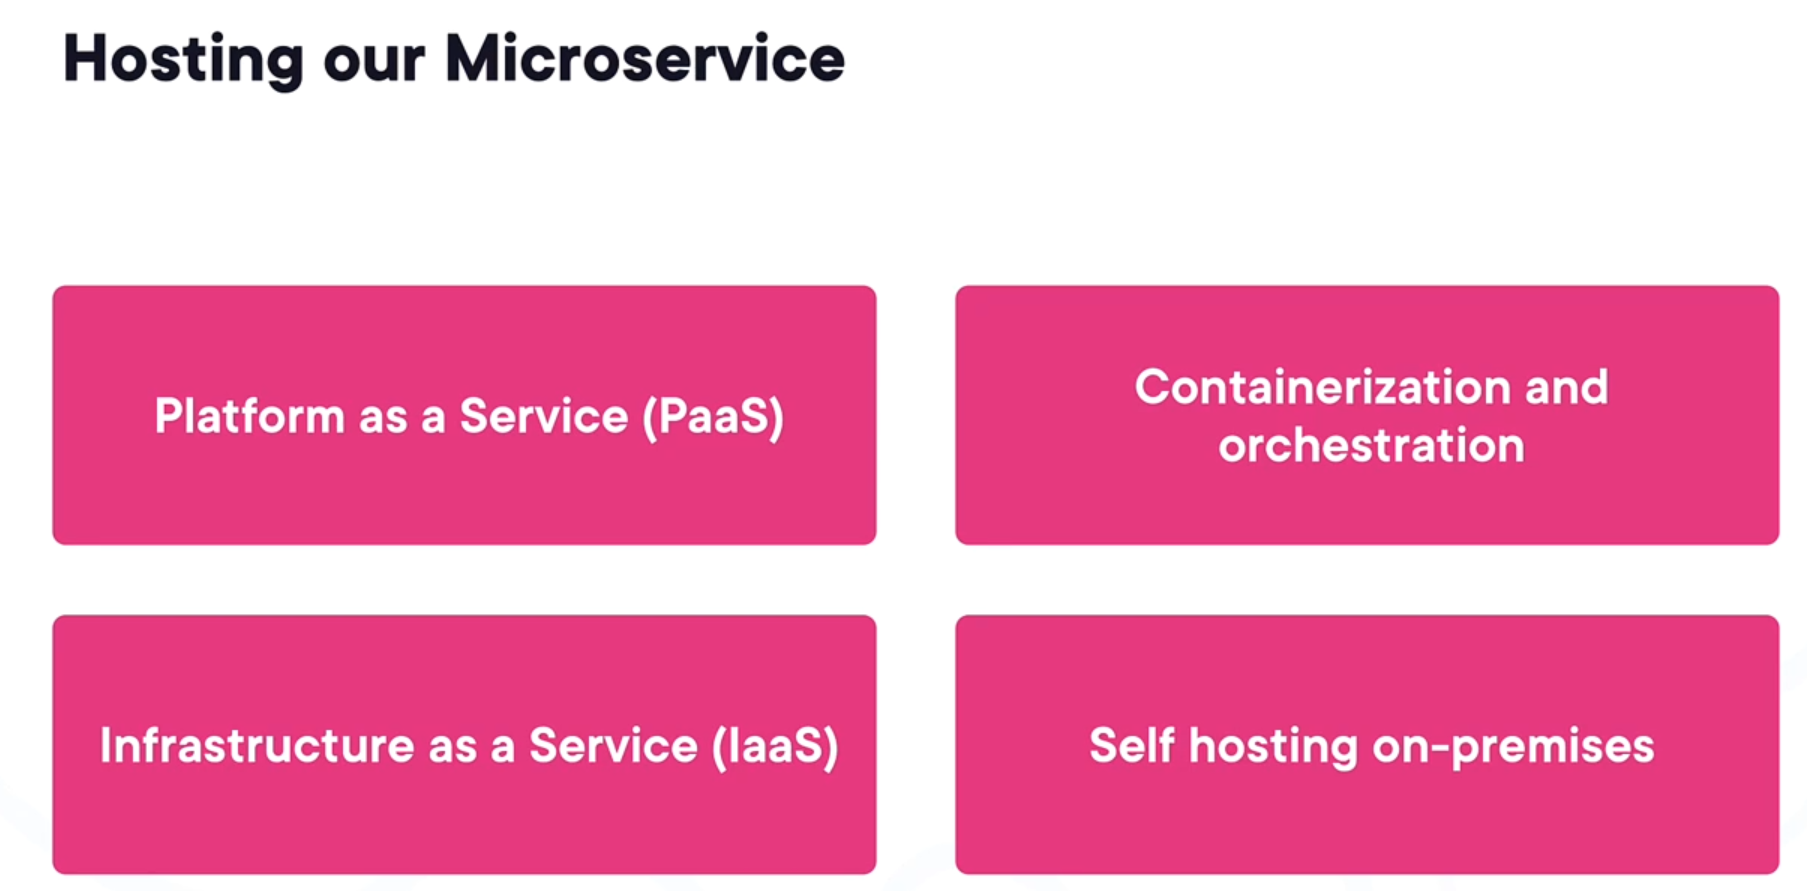 Hosting our Microservice
Platform as a Service (PaaS)
Containerization and
orchestration
Infrastructure as a Service (IaaS)
Self hosting on-premises